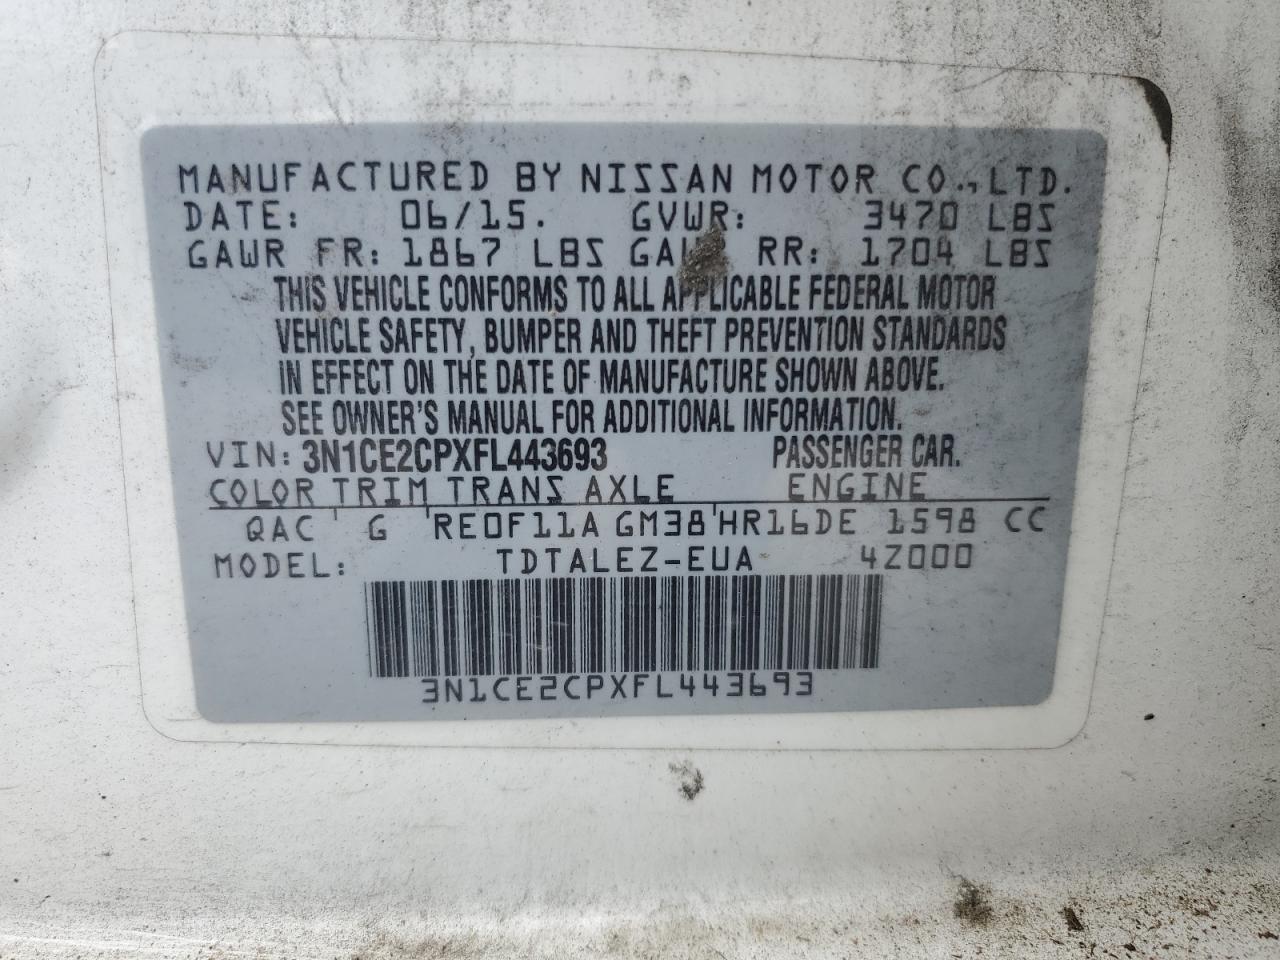 MANUFACTURED BY NISSAN MOTOR CO., LTD.
DATE: 06/15. GVWR: 3470 LBS
GAWR FR: 1867 LBS GAWR RR: 1704 LBS
THIS VEHICLE CONFORMS TO ALL APPLICABLE FEDERAL MOTOR
VEHICLE SAFETY, BUMPER AND THEFT PREVENTION STANDARDS
IN EFFECT ON THE DATE OF MANUFACTURE SHOWN ABOVE.
SEE OWNER'S MANUAL FOR ADDITIONAL INFORMATION.
VIN: 3N1CE2CPXFL443693 PASSENGER CAR.
COLOR TRIM TRANS AXLE ENGINE
QAC G RE0F11A GM38 HR16DE 1598 CC
MODEL: TDTALEZ-EUA 4Z000
3N1CE2CPXFL443693